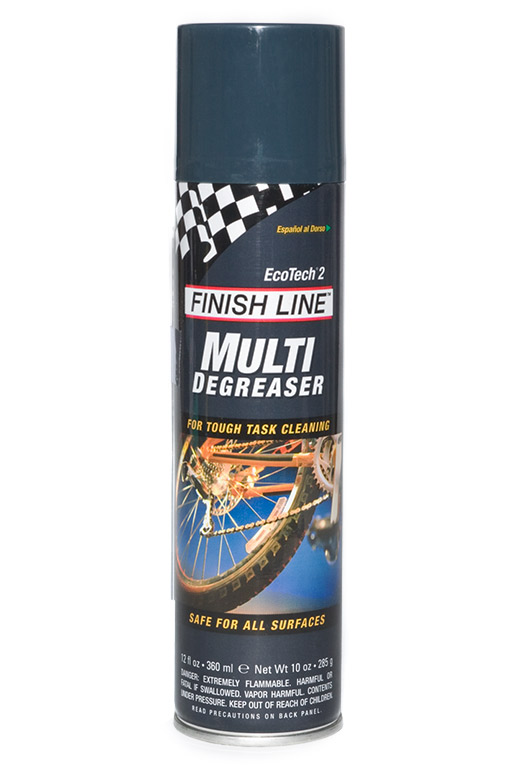 Español al Dorso
EcoTech® 2
FINISH LINE™
MULTI
DEGREASER
FOR TOUGH TASK CLEANING
SAFE FOR ALL SURFACES
12 fl oz • 360 ml ℮ Net Wt 10 oz • 285 g
DANGER: EXTREMELY FLAMMABLE. HARMFUL OR
FATAL IF SWALLOWED. VAPOR HARMFUL. CONTENTS
UNDER PRESSURE. KEEP OUT OF REACH OF CHILDREN.
READ PRECAUTIONS ON BACK PANEL.